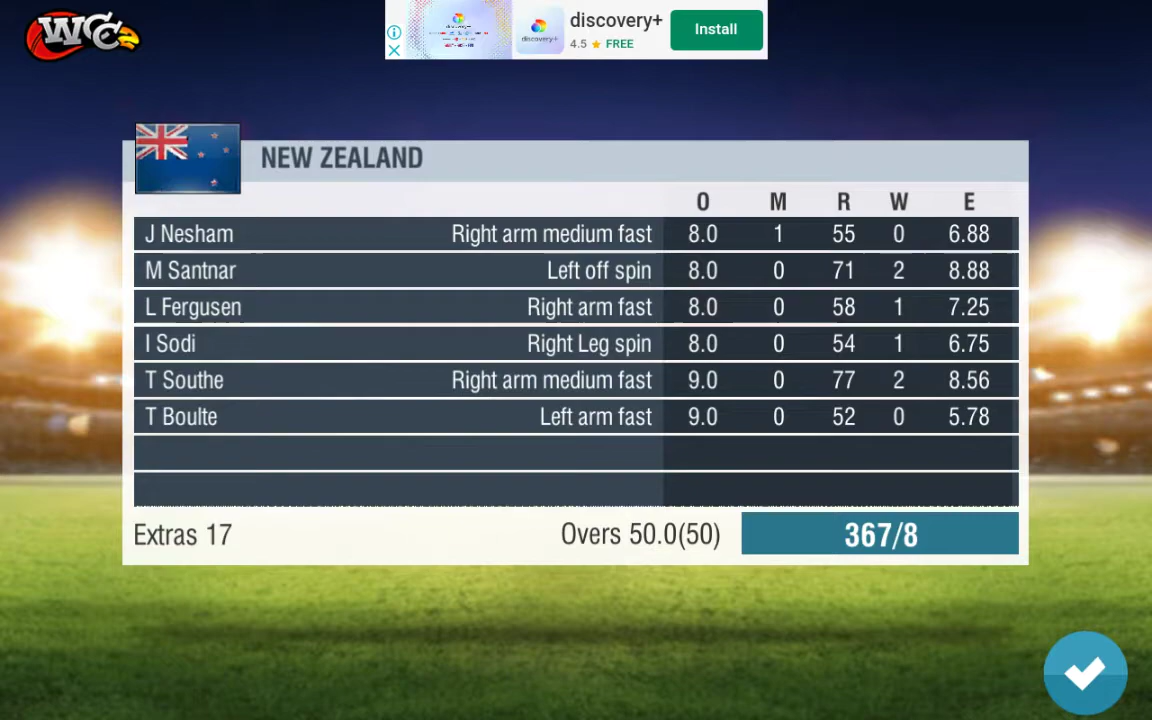 WCC
discovery+
4.5 ★ FREE
Install
discovery+
NEW ZEALAND
O M R W E
J Nesham Right arm medium fast 8.0 1 55 0 6.88
M Santnar Left off spin 8.0 0 71 2 8.88
L Fergusen Right arm fast 8.0 0 58 1 7.25
I Sodi Right Leg spin 8.0 0 54 1 6.75
T Southe Right arm medium fast 9.0 0 77 2 8.56
T Boulte Left arm fast 9.0 0 52 0 5.78
Extras 17 Overs 50.0(50) 367/8